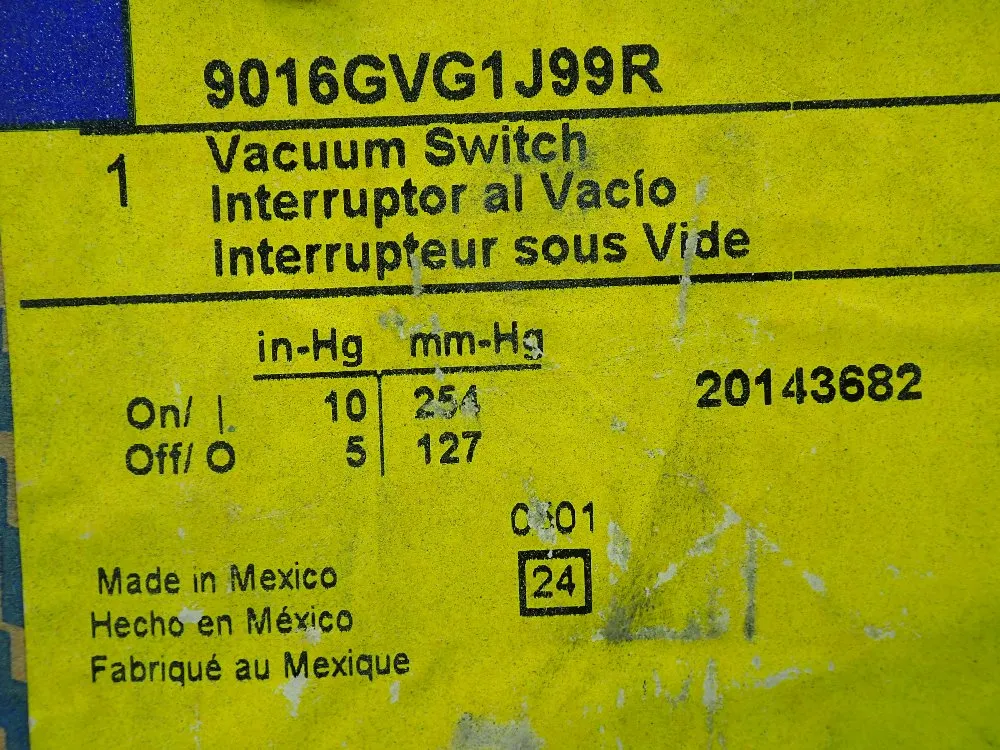 9016GVG1J99R
1
Vacuum Switch
Interruptor al Vacío
Interrupteur sous Vide
in-Hg mm-Hg
On/ | 10 254
Off/ O 5 127
20143682
24
Made in Mexico
Hecho en México
Fabriqué au Mexique